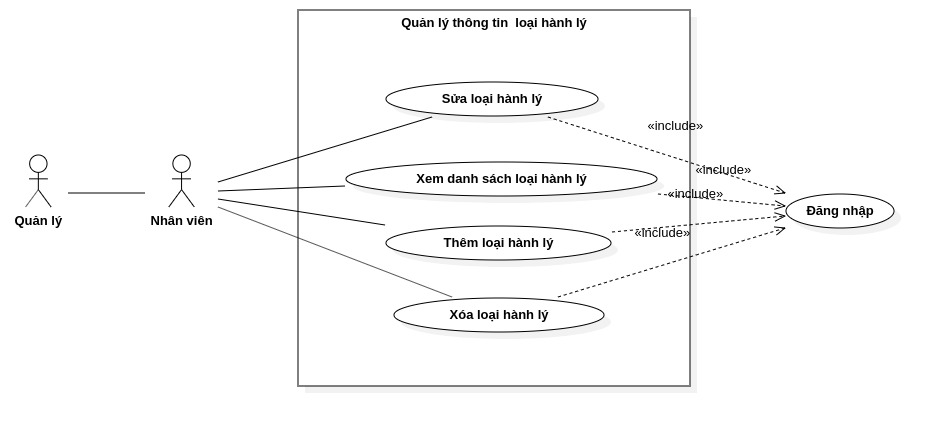 Quản lý thông tin  loại hành lý
Sửa loại hành lý
«include»
«include»
Xem danh sách loại hành lý
«include»
Đăng nhập
Quản lý
Nhân viên
«include»
Thêm loại hành lý
Xóa loại hành lý